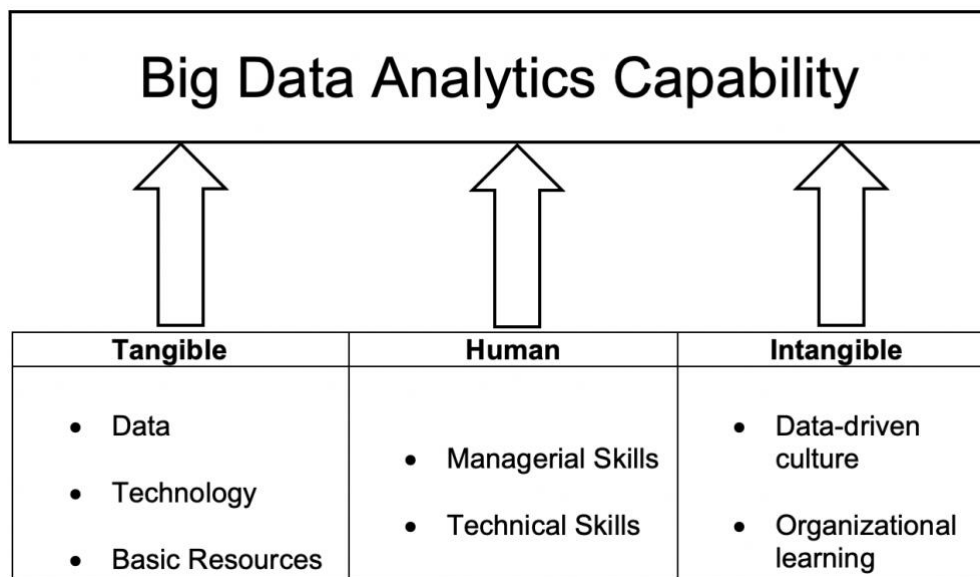 Big Data Analytics Capability
Tangible
Human
Intangible
• Data
• Technology
• Basic Resources
• Managerial Skills
• Technical Skills
• Data-driven
culture
• Organizational
learning